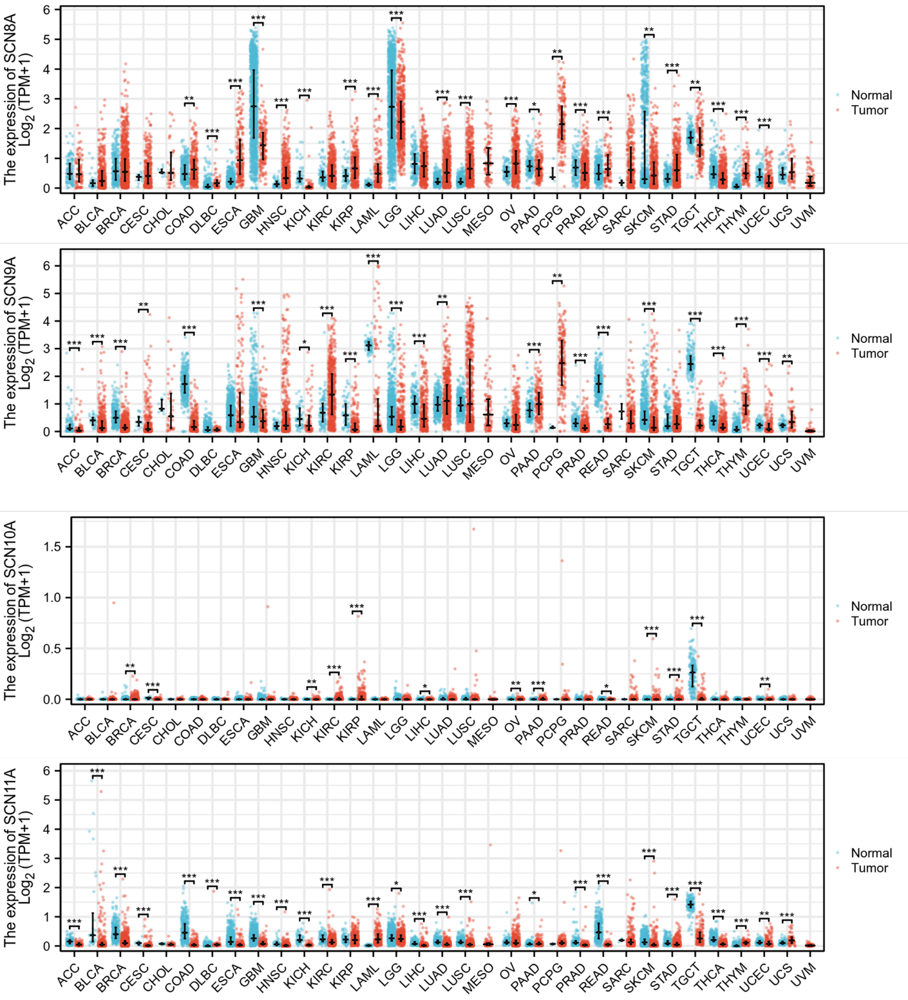 The expression of SCN8A
Log2 (TPM+1)
6
5
4
3
2
1
0
*** *** ** ** *** *** ** *** *** *** *** *** *** *** *** ** * *** *** *** ** *** *** ***
ACC BLCA BRCA CESC CHOL COAD DLBC ESCA GBM HNSC KICH KIRC KIRP LAML LGG LIHC LUAD LUSC MESO OV PAAD PCPG PRAD READ SARC SKCM STAD TGCT THCA THYM UCEC UCS UVM
Normal
Tumor
The expression of SCN9A
Log2 (TPM+1)
6
5
4
3
2
1
0
*** *** *** ** *** *** * *** *** *** *** *** ** *** ** *** *** *** *** *** *** *** **
ACC BLCA BRCA CESC CHOL COAD DLBC ESCA GBM HNSC KICH KIRC KIRP LAML LGG LIHC LUAD LUSC MESO OV PAAD PCPG PRAD READ SARC SKCM STAD TGCT THCA THYM UCEC UCS UVM
Normal
Tumor
The expression of SCN10A
Log2 (TPM+1)
1.5
1.0
0.5
0.0
** *** ** *** *** * ** *** * *** *** *** **
ACC BLCA BRCA CESC CHOL COAD DLBC ESCA GBM HNSC KICH KIRC KIRP LAML LGG LIHC LUAD LUSC MESO OV PAAD PCPG PRAD READ SARC SKCM STAD TGCT THCA THYM UCEC UCS UVM
Normal
Tumor
The expression of SCN11A
Log2 (TPM+1)
6
5
4
3
2
1
0
*** *** *** *** *** *** *** *** *** *** *** *** * *** *** *** * *** *** *** *** *** *** *** ** ***
ACC BLCA BRCA CESC CHOL COAD DLBC ESCA GBM HNSC KICH KIRC KIRP LAML LGG LIHC LUAD LUSC MESO OV PAAD PCPG PRAD READ SARC SKCM STAD TGCT THCA THYM UCEC UCS UVM
Normal
Tumor